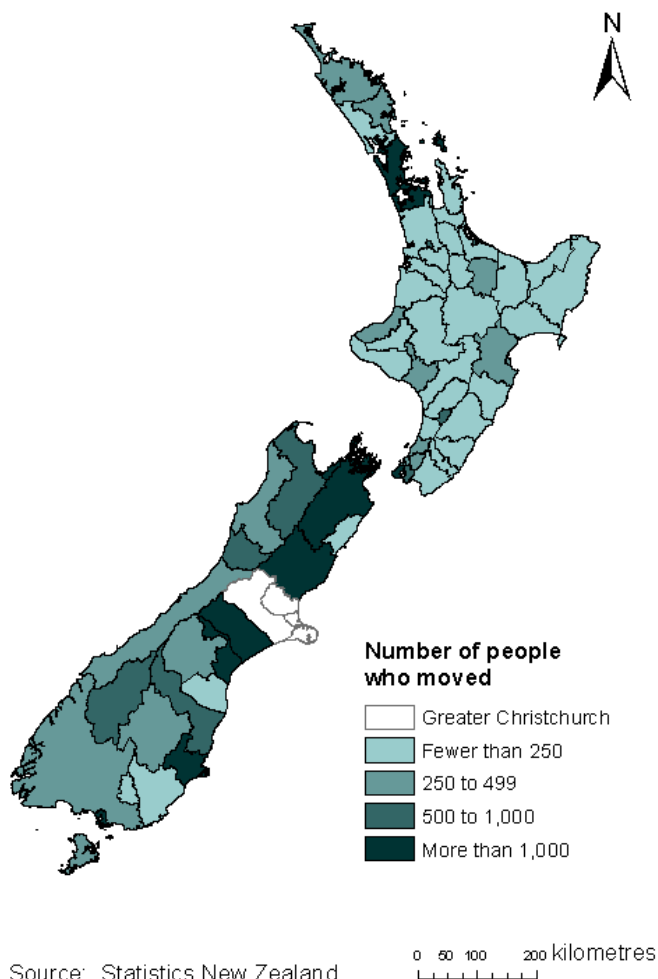 N
Number of people
who moved
Greater Christchurch
Fewer than 250
250 to 499
500 to 1,000
More than 1,000
0 50 100 200 kilometres
Source: Statistics New Zealand